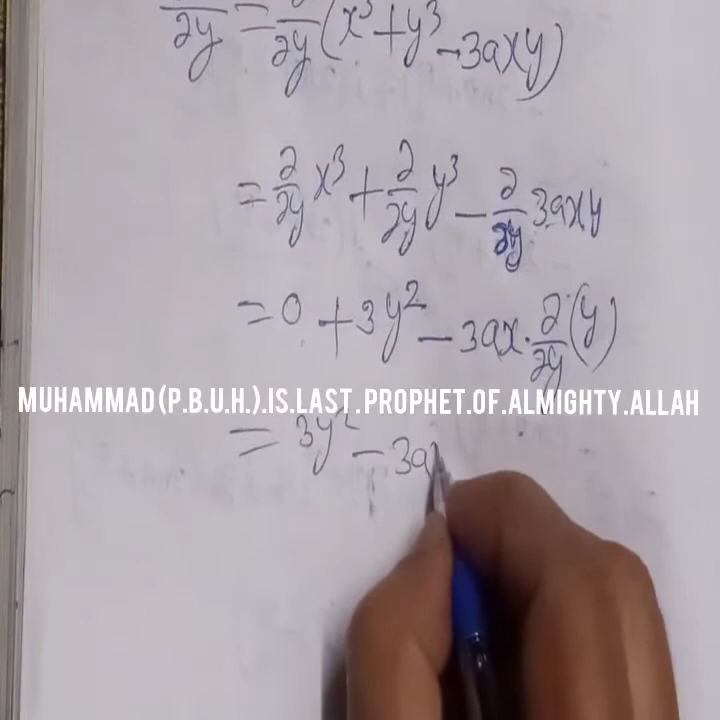 ∂y = ∂/∂y (x³ + y³ - 3axy)
= ∂/∂y x³ + ∂/∂y y³ - ∂/∂y 3axy
= 0 + 3y² - 3ax · ∂/∂y (y)
MUHAMMAD(P.B.U.H.).IS.LAST.PROPHET.OF.ALMIGHTY.ALLAH
= 3y² - 3a